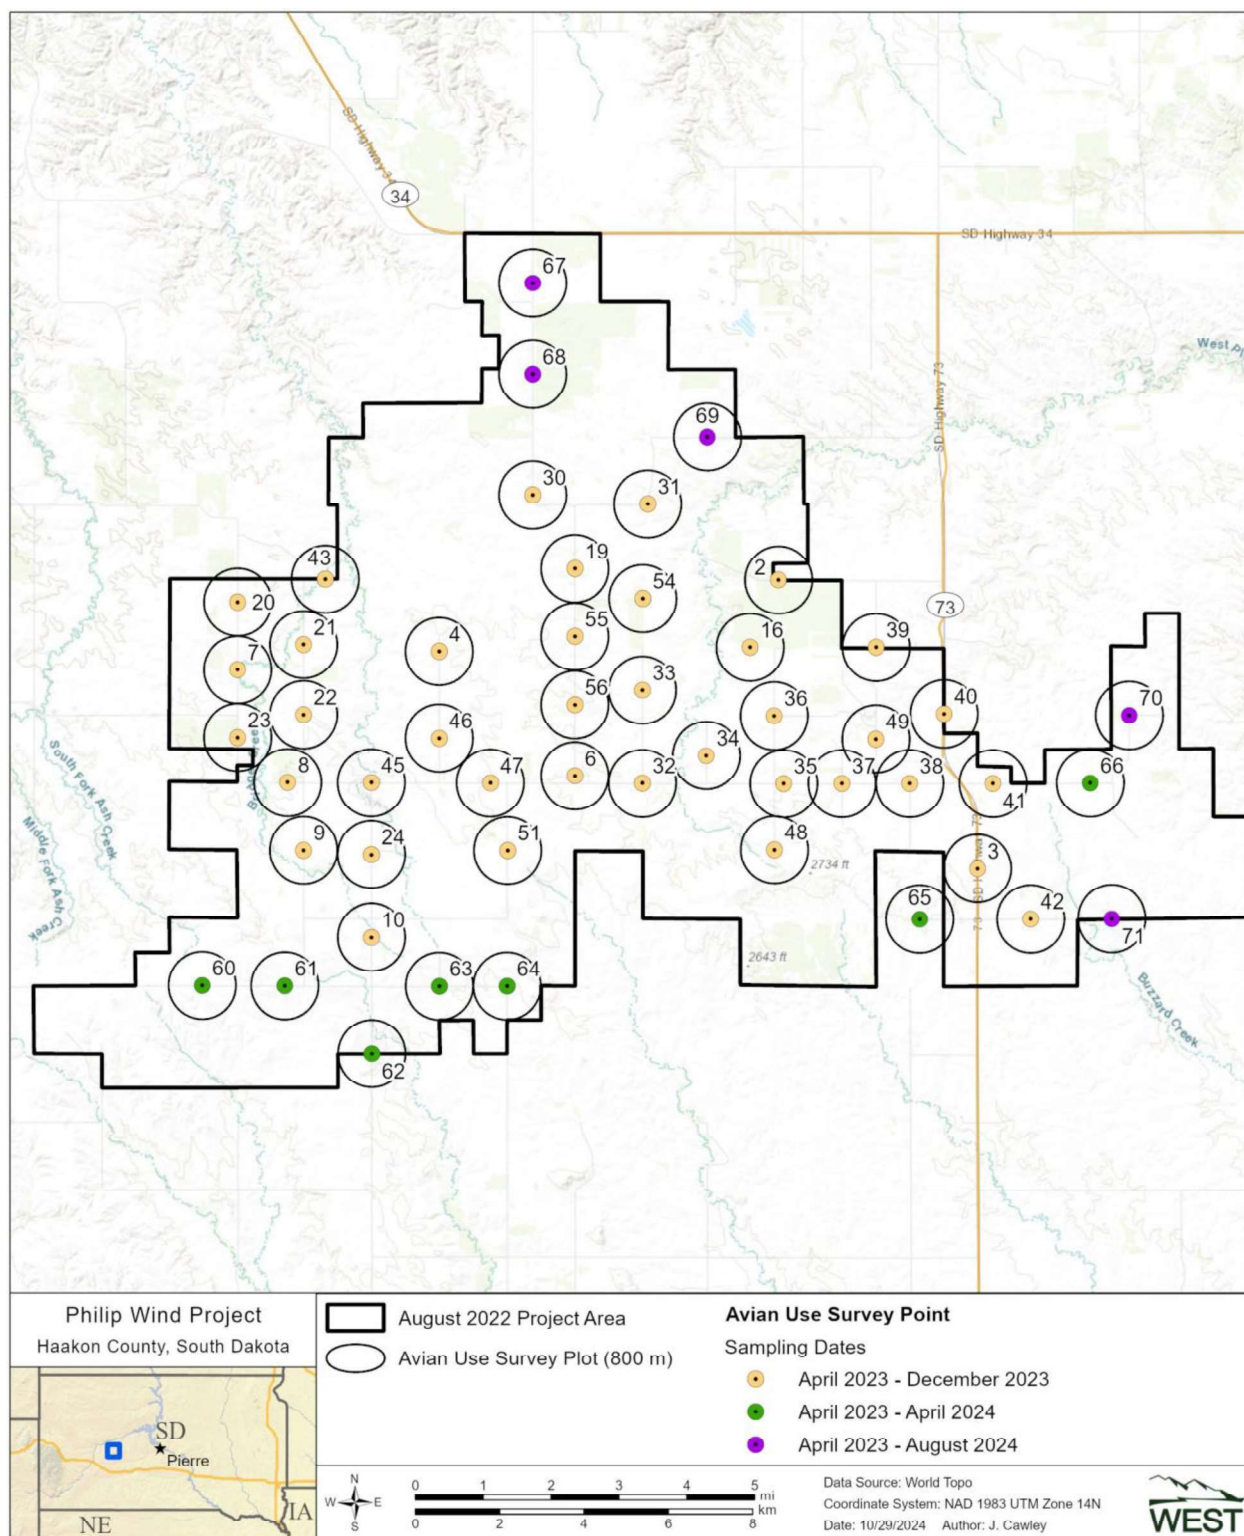 SD Highway 34
34
SD Highway 34
67
West Pl
68
SD Highway 73
69
30
31
43
19
2
20
54
73
21
55
16
39
7
4
33
56
36
40
70
22
23
46
34
49
8
45
47
6
32
35
37
38
41
66
South Fork Ash Creek
Middle Fork Ash Creek
9
24
51
48
2734 ft
3
73
SD Highwa
10
65
42
71
73
2643 ft
60
61
63
64
Buzzard Creek
62
Philip Wind Project
Haakon County, South Dakota
SD
Pierre
NE
IA
August 2022 Project Area
Avian Use Survey Plot (800 m)
Avian Use Survey Point
Sampling Dates
April 2023 - December 2023
April 2023 - April 2024
April 2023 - August 2024
N
W E
S
0 1 2 3 4 5
mi
km
0 2 4 6 8
Data Source: World Topo
Coordinate System: NAD 1983 UTM Zone 14N
Date: 10/29/2024 Author: J. Cawley
WEST